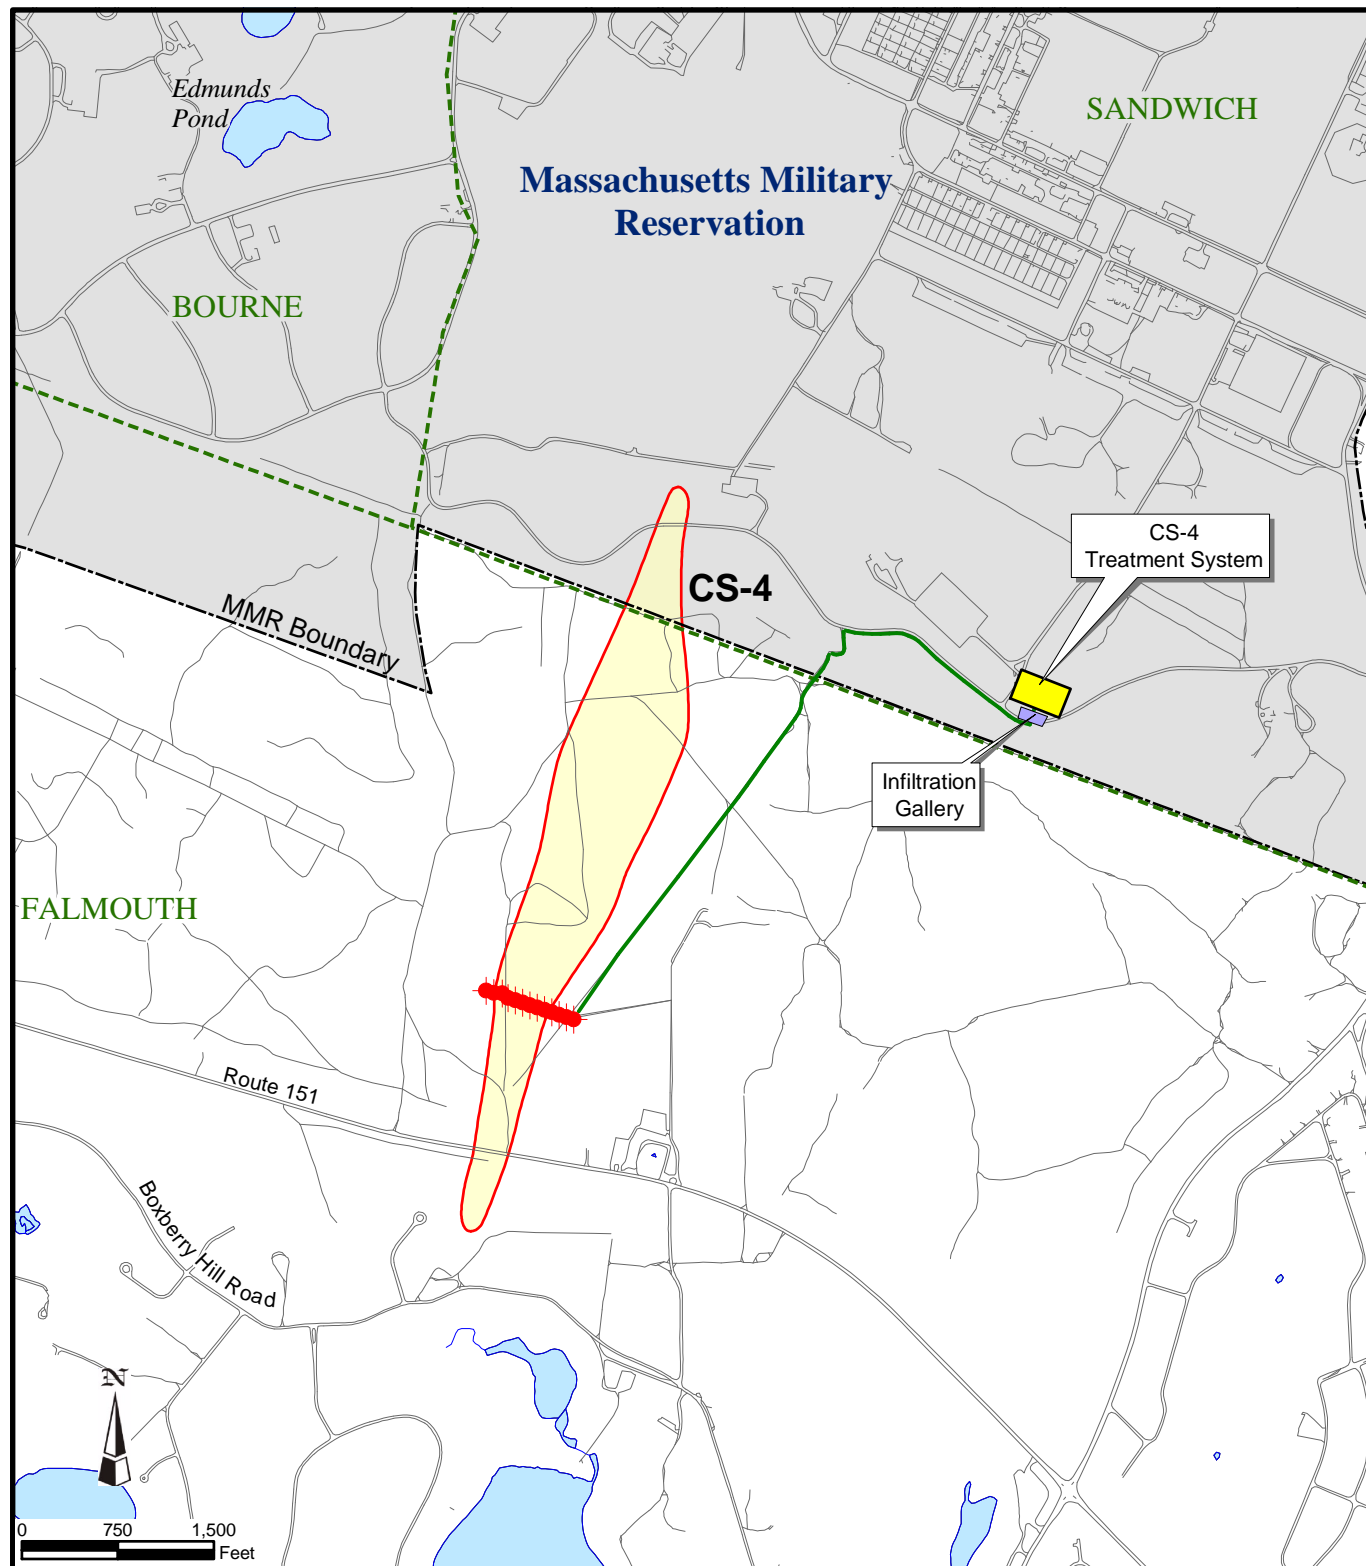 Edmunds
Pond
SANDWICH
Massachusetts Military
Reservation
BOURNE
CS-4
Treatment System
CS-4
MMR Boundary
Infiltration
Gallery
FALMOUTH
Route 151
Boxberry Hill Road
N
0 750 1,500
Feet